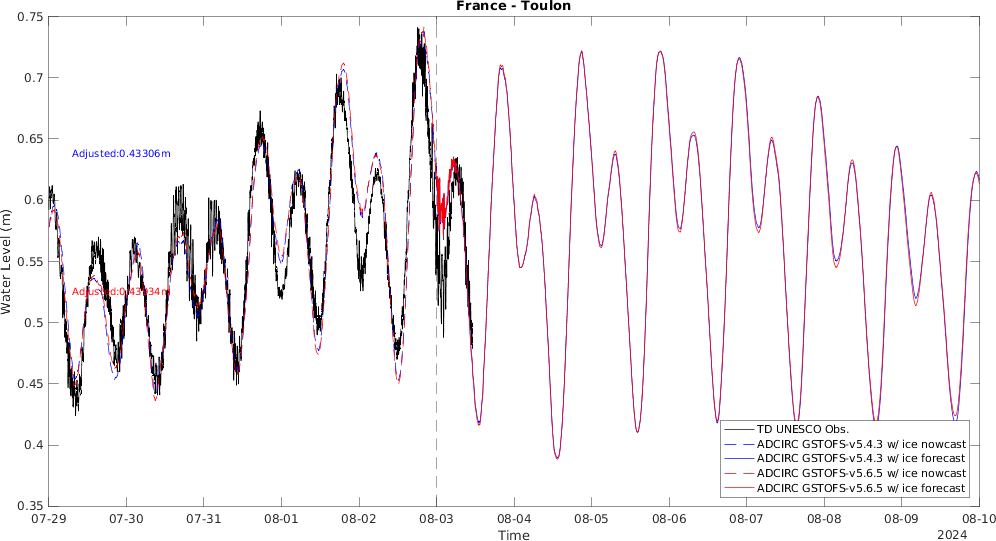 France - Toulon
0.75
0.7
0.65
0.6
0.55
0.5
0.45
0.4
0.35
Water Level (m)
Adjusted:0.43306m
07-29
07-30
07-31
08-01
08-02
08-03
08-04
08-05
08-06
08-07
08-08
08-09
08-10
Time
2024
TD UNESCO Obs.
ADCIRC GSTOFS-v5.4.3 w/ ice nowcast
ADCIRC GSTOFS-v5.4.3 w/ ice forecast
ADCIRC GSTOFS-v5.6.5 w/ ice nowcast
ADCIRC GSTOFS-v5.6.5 w/ ice forecast